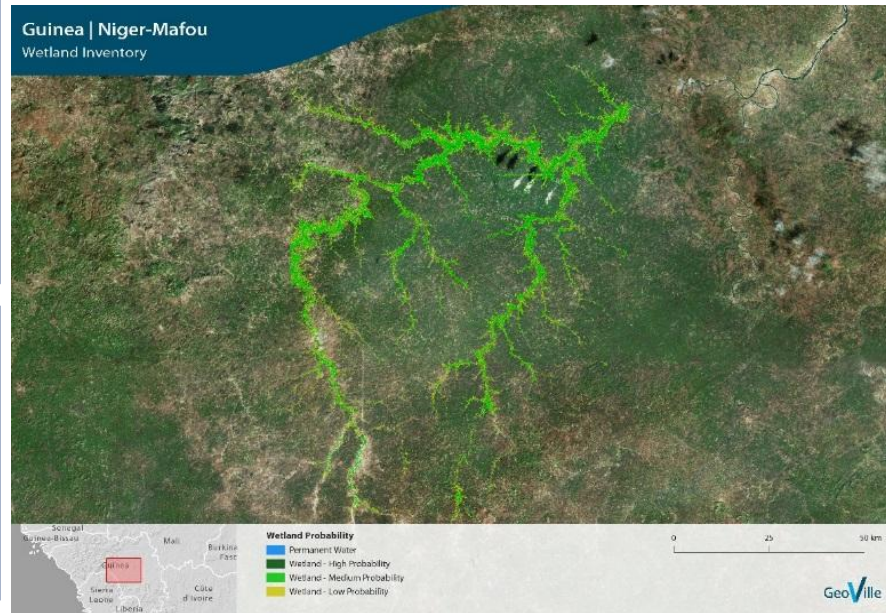 Guinea | Niger-Mafou
Wetland Inventory
Senegal
Guinea-Bissau
Mali
Burkina
Faso
Guinea
Sierra
Leone
Liberia
Côte
d'Ivoire
Wetland Probability
Permanent Water
Wetland - High Probability
Wetland - Medium Probability
Wetland - Low Probability
0 25 50 km
GeoVille